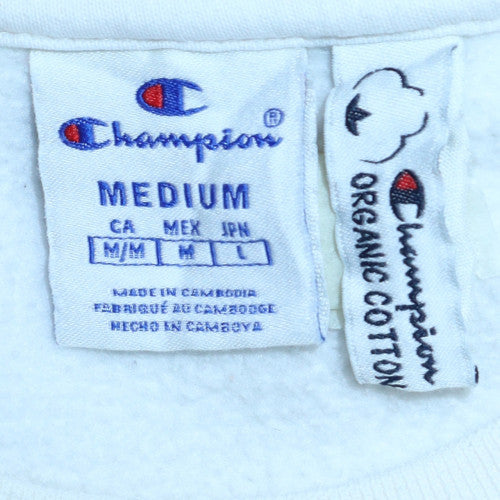 Champion ®
MEDIUM
CA MEX JPN
M/M M L
MADE IN CAMBODIA
FABRIQUÉ AU CAMBODGE
HECHO EN CAMBOYA
Champion
ORGANIC COTTON